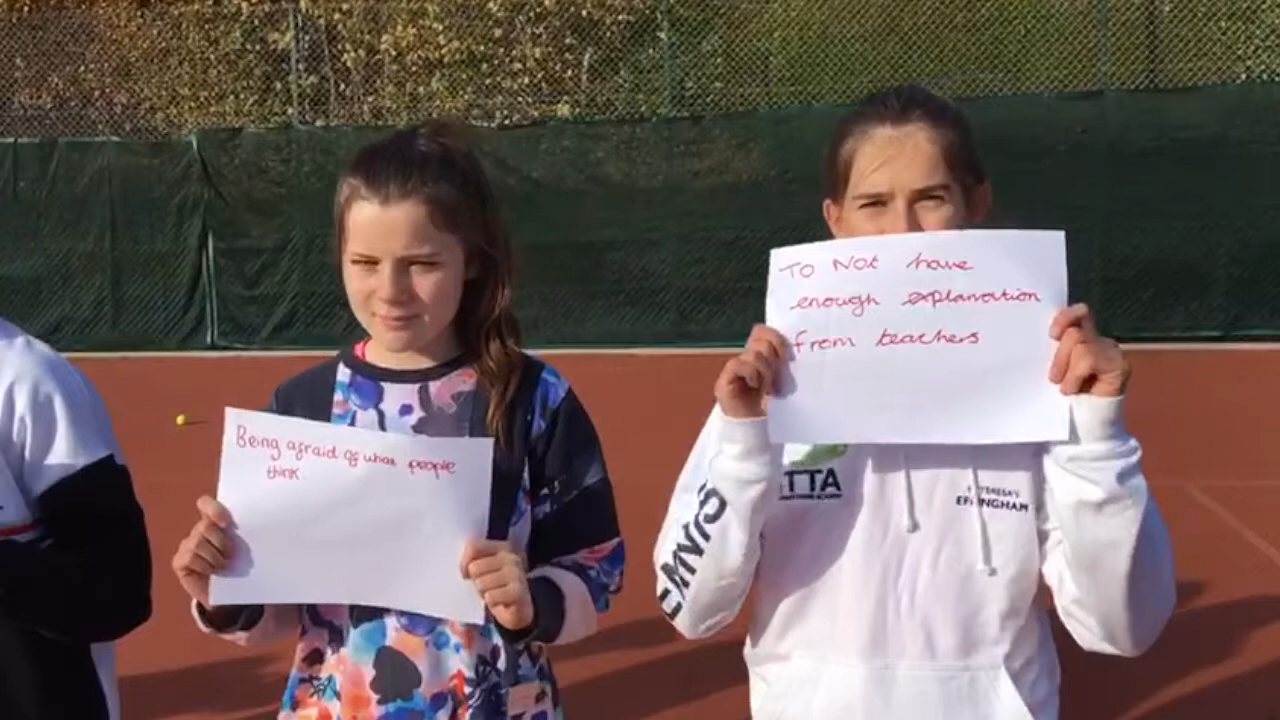 Being afraid of what people
think
To Not have
enough explanation
from teachers
TTA
EFFINGHAM